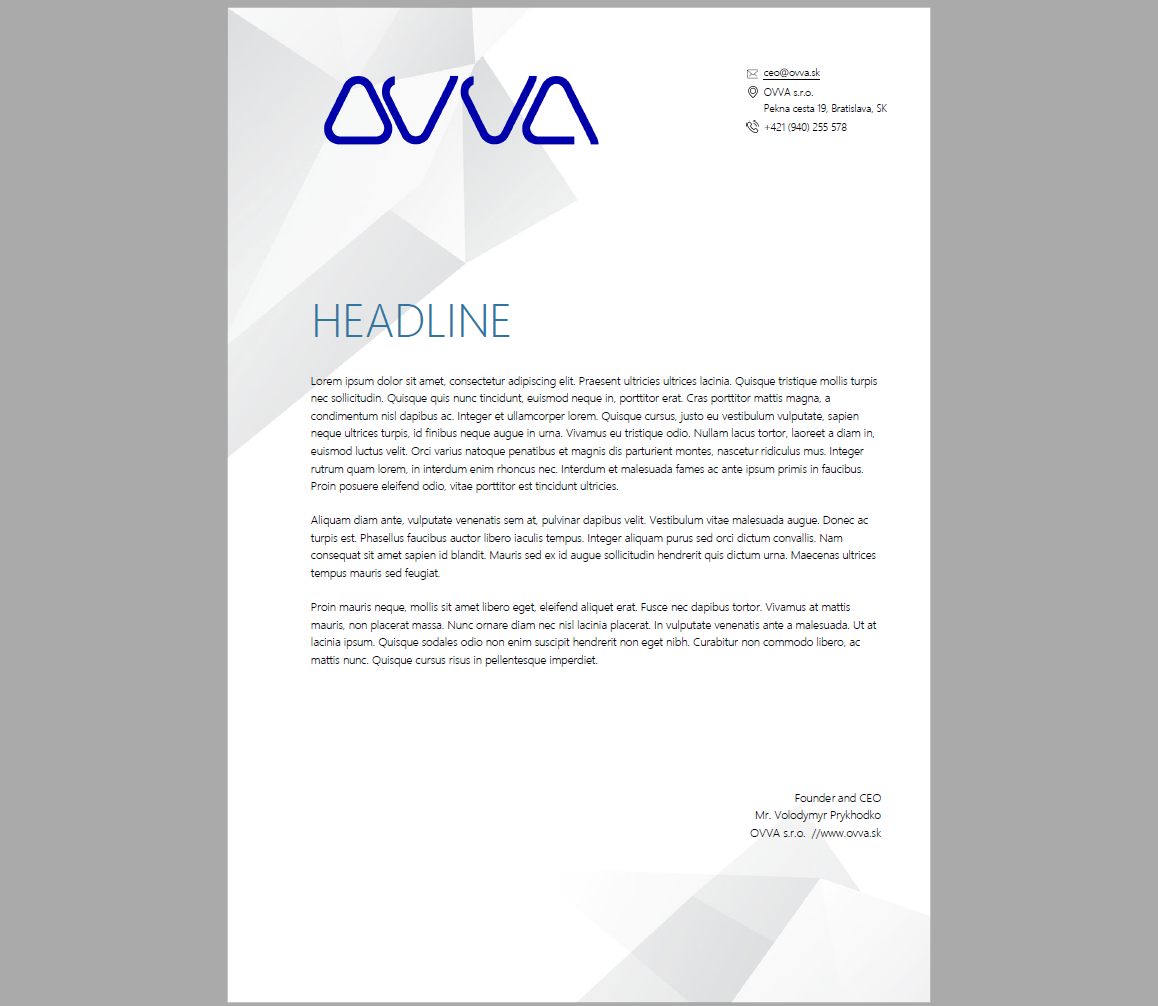 OVVA
ceo@ovva.sk
OVVA s.r.o.
Pekna cesta 19, Bratislava, SK
+421 (940) 255 578
HEADLINE
Lorem ipsum dolor sit amet, consectetur adipiscing elit. Praesent ultricies ultrices lacinia. Quisque tristique mollis turpis
nec sollicitudin. Quisque quis nunc tincidunt, euismod neque in, porttitor erat. Cras porttitor mattis magna, a
condimentum nisl dapibus ac. Integer et ullamcorper lorem. Quisque cursus, justo eu vestibulum vulputate, sapien
neque ultrices turpis, id finibus neque augue in urna. Vivamus eu tristique odio. Nullam lacus tortor, laoreet a diam in,
euismod luctus velit. Orci varius natoque penatibus et magnis dis parturient montes, nascetur ridiculus mus. Integer
rutrum quam lorem, in interdum enim rhoncus nec. Interdum et malesuada fames ac ante ipsum primis in faucibus.
Proin posuere eleifend odio, vitae porttitor est tincidunt ultricies.
Aliquam diam ante, vulputate venenatis sem at, pulvinar dapibus velit. Vestibulum vitae malesuada augue. Donec ac
turpis est. Phasellus faucibus auctor libero iaculis tempus. Integer aliquam purus sed orci dictum convallis. Nam
consequat sit amet sapien id blandit. Mauris sed ex id augue sollicitudin hendrerit quis dictum urna. Maecenas ultrices
tempus mauris sed feugiat.
Proin mauris neque, mollis sit amet libero eget, eleifend aliquet erat. Fusce nec dapibus tortor. Vivamus at mattis
mauris, non placerat massa. Nunc ornare diam nec nisl lacinia placerat. In vulputate venenatis ante a malesuada. Ut at
lacinia ipsum. Quisque sodales odio non enim suscipit hendrerit non eget nibh. Curabitur non commodo libero, ac
mattis nunc. Quisque cursus risus in pellentesque imperdiet.
Founder and CEO
Mr. Volodymyr Prykhodko
OVVA s.r.o.  //www.ovva.sk